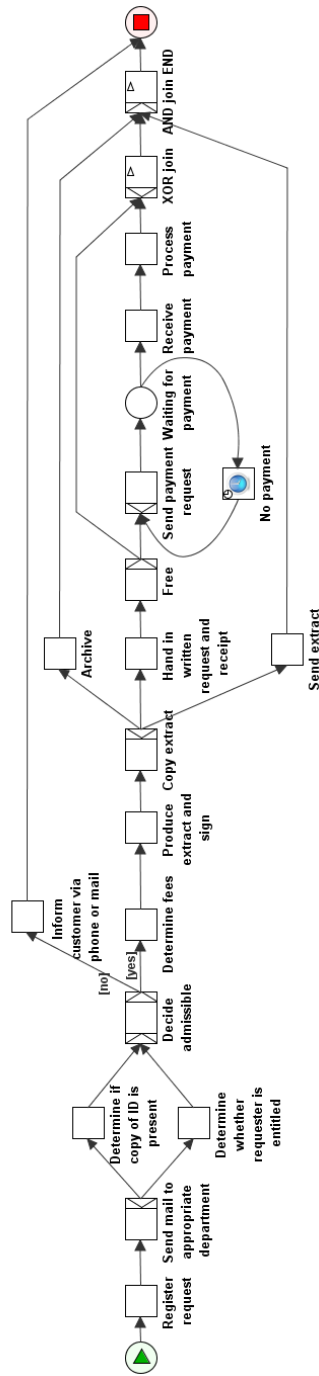 Register
request
Send mail to
appropriate
department
Determine if
copy of ID is
present
Determine
whether
requester is
entitled
Decide
admissible
[no]
[yes]
Inform
customer via
phone or mail
Determine fees
Produce
extract and
sign
Copy extract
Archive
Hand in
written
request and
receipt
Send extract
Free
Send payment
request
Waiting for
payment
No payment
Receive
payment
Process
payment
XOR join
AND join END